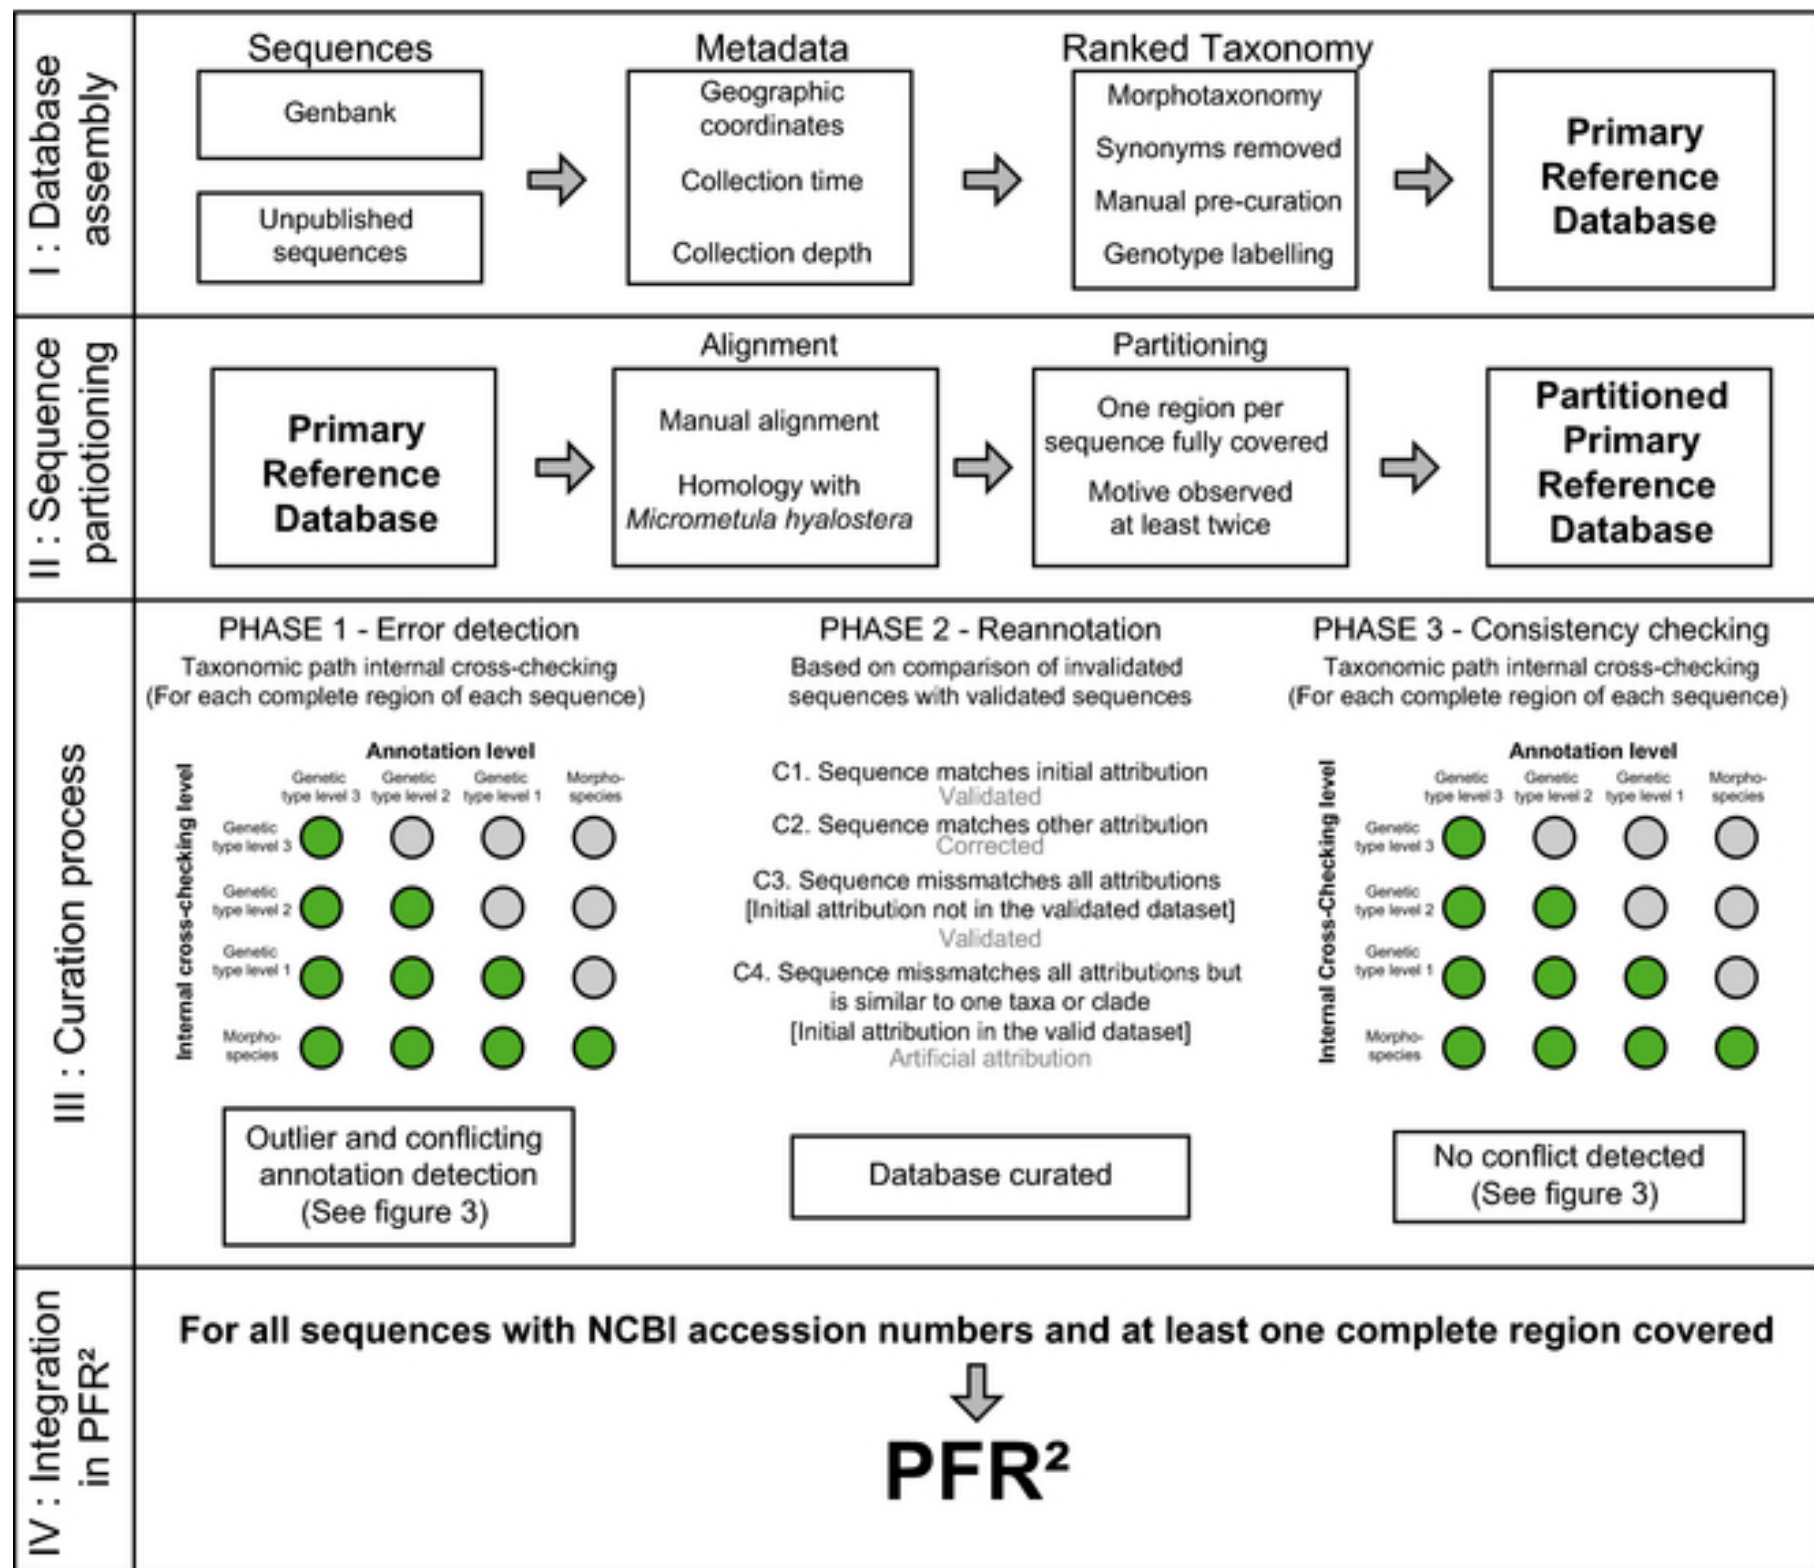 I : Database
assembly
Sequences
Genbank
Unpublished
sequences
Metadata
Geographic
coordinates
Collection time
Collection depth
Ranked Taxonomy
Morphotaxonomy
Synonyms removed
Manual pre-curation
Genotype labelling
Primary
Reference
Database
II : Sequence
partiotioning
Primary
Reference
Database
Alignment
Manual alignment
Homology with
Micrometula hyalostera
Partitioning
One region per
sequence fully covered
Motive observed
at least twice
Partitioned
Primary
Reference
Database
III : Curation process
PHASE 1 - Error detection
Taxonomic path internal cross-checking
(For each complete region of each sequence)
Annotation level
Genetic
type level 3
Genetic
type level 2
Genetic
type level 1
Morpho-
species
Internal cross-checking level
Genetic
type level 3
Genetic
type level 2
Genetic
type level 1
Morpho-
species
Outlier and conflicting
annotation detection
(See figure 3)
PHASE 2 - Reannotation
Based on comparison of invalidated
sequences with validated sequences
C1. Sequence matches initial attribution
Validated
C2. Sequence matches other attribution
Corrected
C3. Sequence missmatches all attributions
[Initial attribution not in the validated dataset]
Validated
C4. Sequence missmatches all attributions but
is similar to one taxa or clade
[Initial attribution in the valid dataset]
Artificial attribution
Database curated
PHASE 3 - Consistency checking
Taxonomic path internal cross-checking
(For each complete region of each sequence)
Annotation level
Genetic
type level 3
Genetic
type level 2
Genetic
type level 1
Morpho-
species
Internal Cross-Checking level
Genetic
type level 3
Genetic
type level 2
Genetic
type level 1
Morpho-
species
No conflict detected
(See figure 3)
IV : Integration
in PFR²
For all sequences with NCBI accession numbers and at least one complete region covered
PFR²